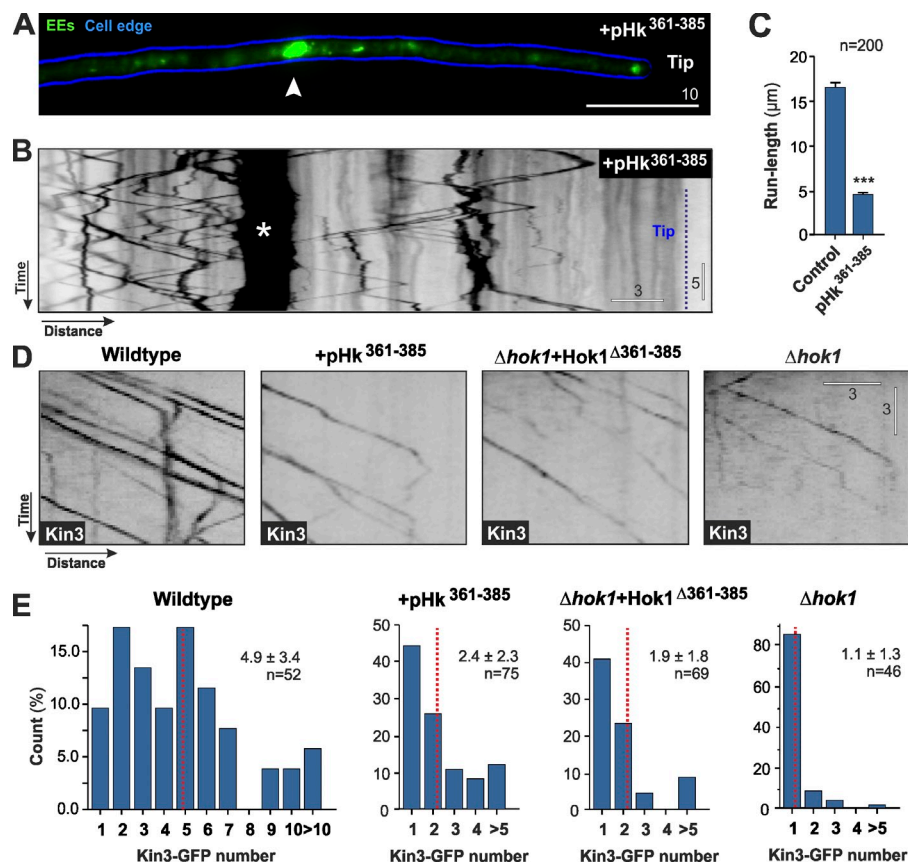 A
EEs Cell edge
+pHk361-385
Tip
10
B
+pHk361-385
*
Tip
3
5
Time
Distance
C
n=200
Run-length (µm)
20
15
10
5
0
***
Control
pHk361-385
D
Wildtype
+pHk361-385
Δhok1+Hok1Δ361-385
Δhok1
3
3
Time
Kin3
Kin3
Kin3
Kin3
Distance
E
Wildtype
4.9 ± 3.4
n=52
Count (%)
15.0
10.0
5.0
0.0
1 2 3 4 5 6 7 8 9 10>10
Kin3-GFP number
+pHk361-385
2.4 ± 2.3
n=75
50
40
30
20
10
0
1 2 3 4 >5
Kin3-GFP number
Δhok1+Hok1Δ361-385
1.9 ± 1.8
n=69
50
40
30
20
10
0
1 2 3 4 >5
Kin3-GFP number
Δhok1
1.1 ± 1.3
n=46
80
60
40
20
0
1 2 3 4 >5
Kin3-GFP number